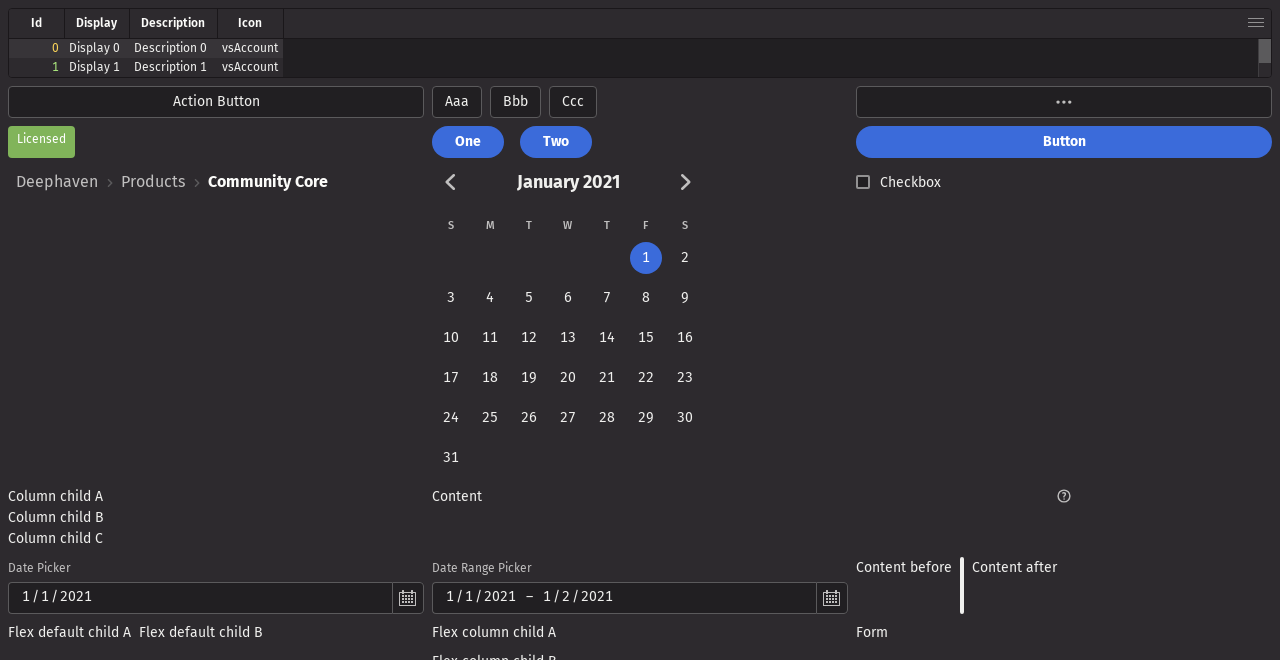 Id Display Description Icon
0 Display 0 Description 0 vsAccount
1 Display 1 Description 1 vsAccount
Action Button Aaa Bbb Ccc
Licensed One Two Button
Deephaven Products Community Core January 2021 Checkbox
S M T W T F S
1 2
3 4 5 6 7 8 9
10 11 12 13 14 15 16
17 18 19 20 21 22 23
24 25 26 27 28 29 30
31
Column child A Content
Column child B
Column child C
Date Picker Date Range Picker Content before Content after
1 / 1 / 2021 1 / 1 / 2021 – 1 / 2 / 2021
Flex default child A Flex default child B Flex column child A Form
Flex column child B